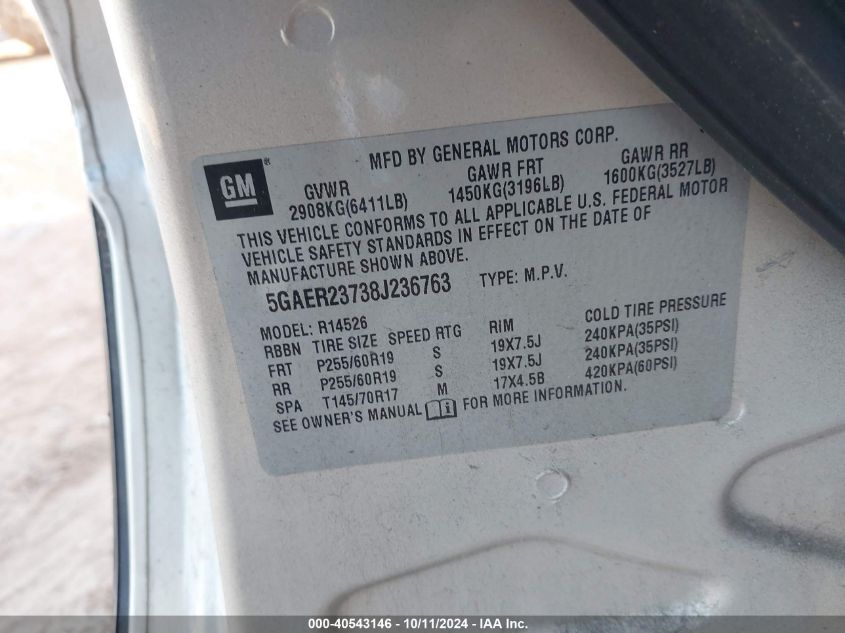 MFD BY GENERAL MOTORS CORP.
GM®
GVWR GAWR FRT GAWR RR
2908KG(6411LB) 1450KG(3196LB) 1600KG(3527LB)
THIS VEHICLE CONFORMS TO ALL APPLICABLE U.S. FEDERAL MOTOR
VEHICLE SAFETY STANDARDS IN EFFECT ON THE DATE OF
MANUFACTURE SHOWN ABOVE.
5GAER23738J236763 TYPE: M.P.V.
MODEL: R14526
RBBN TIRE SIZE SPEED RTG RIM COLD TIRE PRESSURE
FRT P255/60R19 S 19X7.5J 240KPA(35PSI)
RR P255/60R19 S 19X7.5J 240KPA(35PSI)
SPA T145/70R17 M 17X4.5B 420KPA(60PSI)
SEE OWNER'S MANUAL FOR MORE INFORMATION.
000-40543146 - 10/11/2024 - IAA Inc.